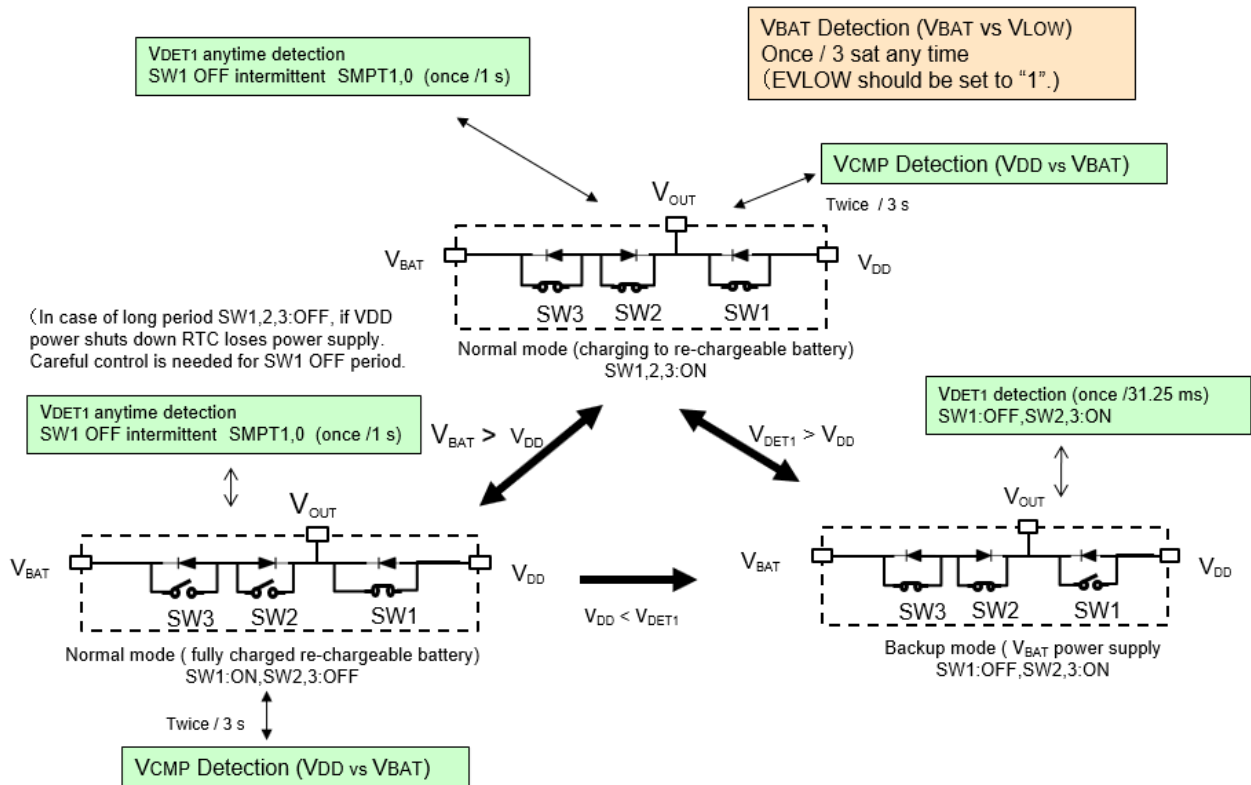 VDET1 anytime detection
SW1 OFF intermittent SMPT1,0 (once /1 s)
VBAT Detection (VBAT vs VLOW)
Once / 3 sat any time
(EVLOW should be set to “1”.)
VCMP Detection (VDD vs VBAT)
Twice / 3 s
VOUT
VBAT
VDD
SW3 SW2 SW1
Normal mode (charging to re-chargeable battery)
SW1,2,3:ON
(In case of long period SW1,2,3:OFF, if VDD
power shuts down RTC loses power supply.
Careful control is needed for SW1 OFF period.
VDET1 anytime detection
SW1 OFF intermittent SMPT1,0 (once /1 s)
VBAT > VDD
VDET1 > VDD
VDET1 detection (once /31.25 ms)
SW1:OFF,SW2,3:ON
VOUT
VBAT
VDD
SW3 SW2 SW1
Normal mode ( fully charged re-chargeable battery)
SW1:ON,SW2,3:OFF
VDD < VDET1
VOUT
VBAT
VDD
SW3 SW2 SW1
Backup mode ( VBAT power supply
SW1:OFF,SW2,3:ON
Twice / 3 s
VCMP Detection (VDD vs VBAT)